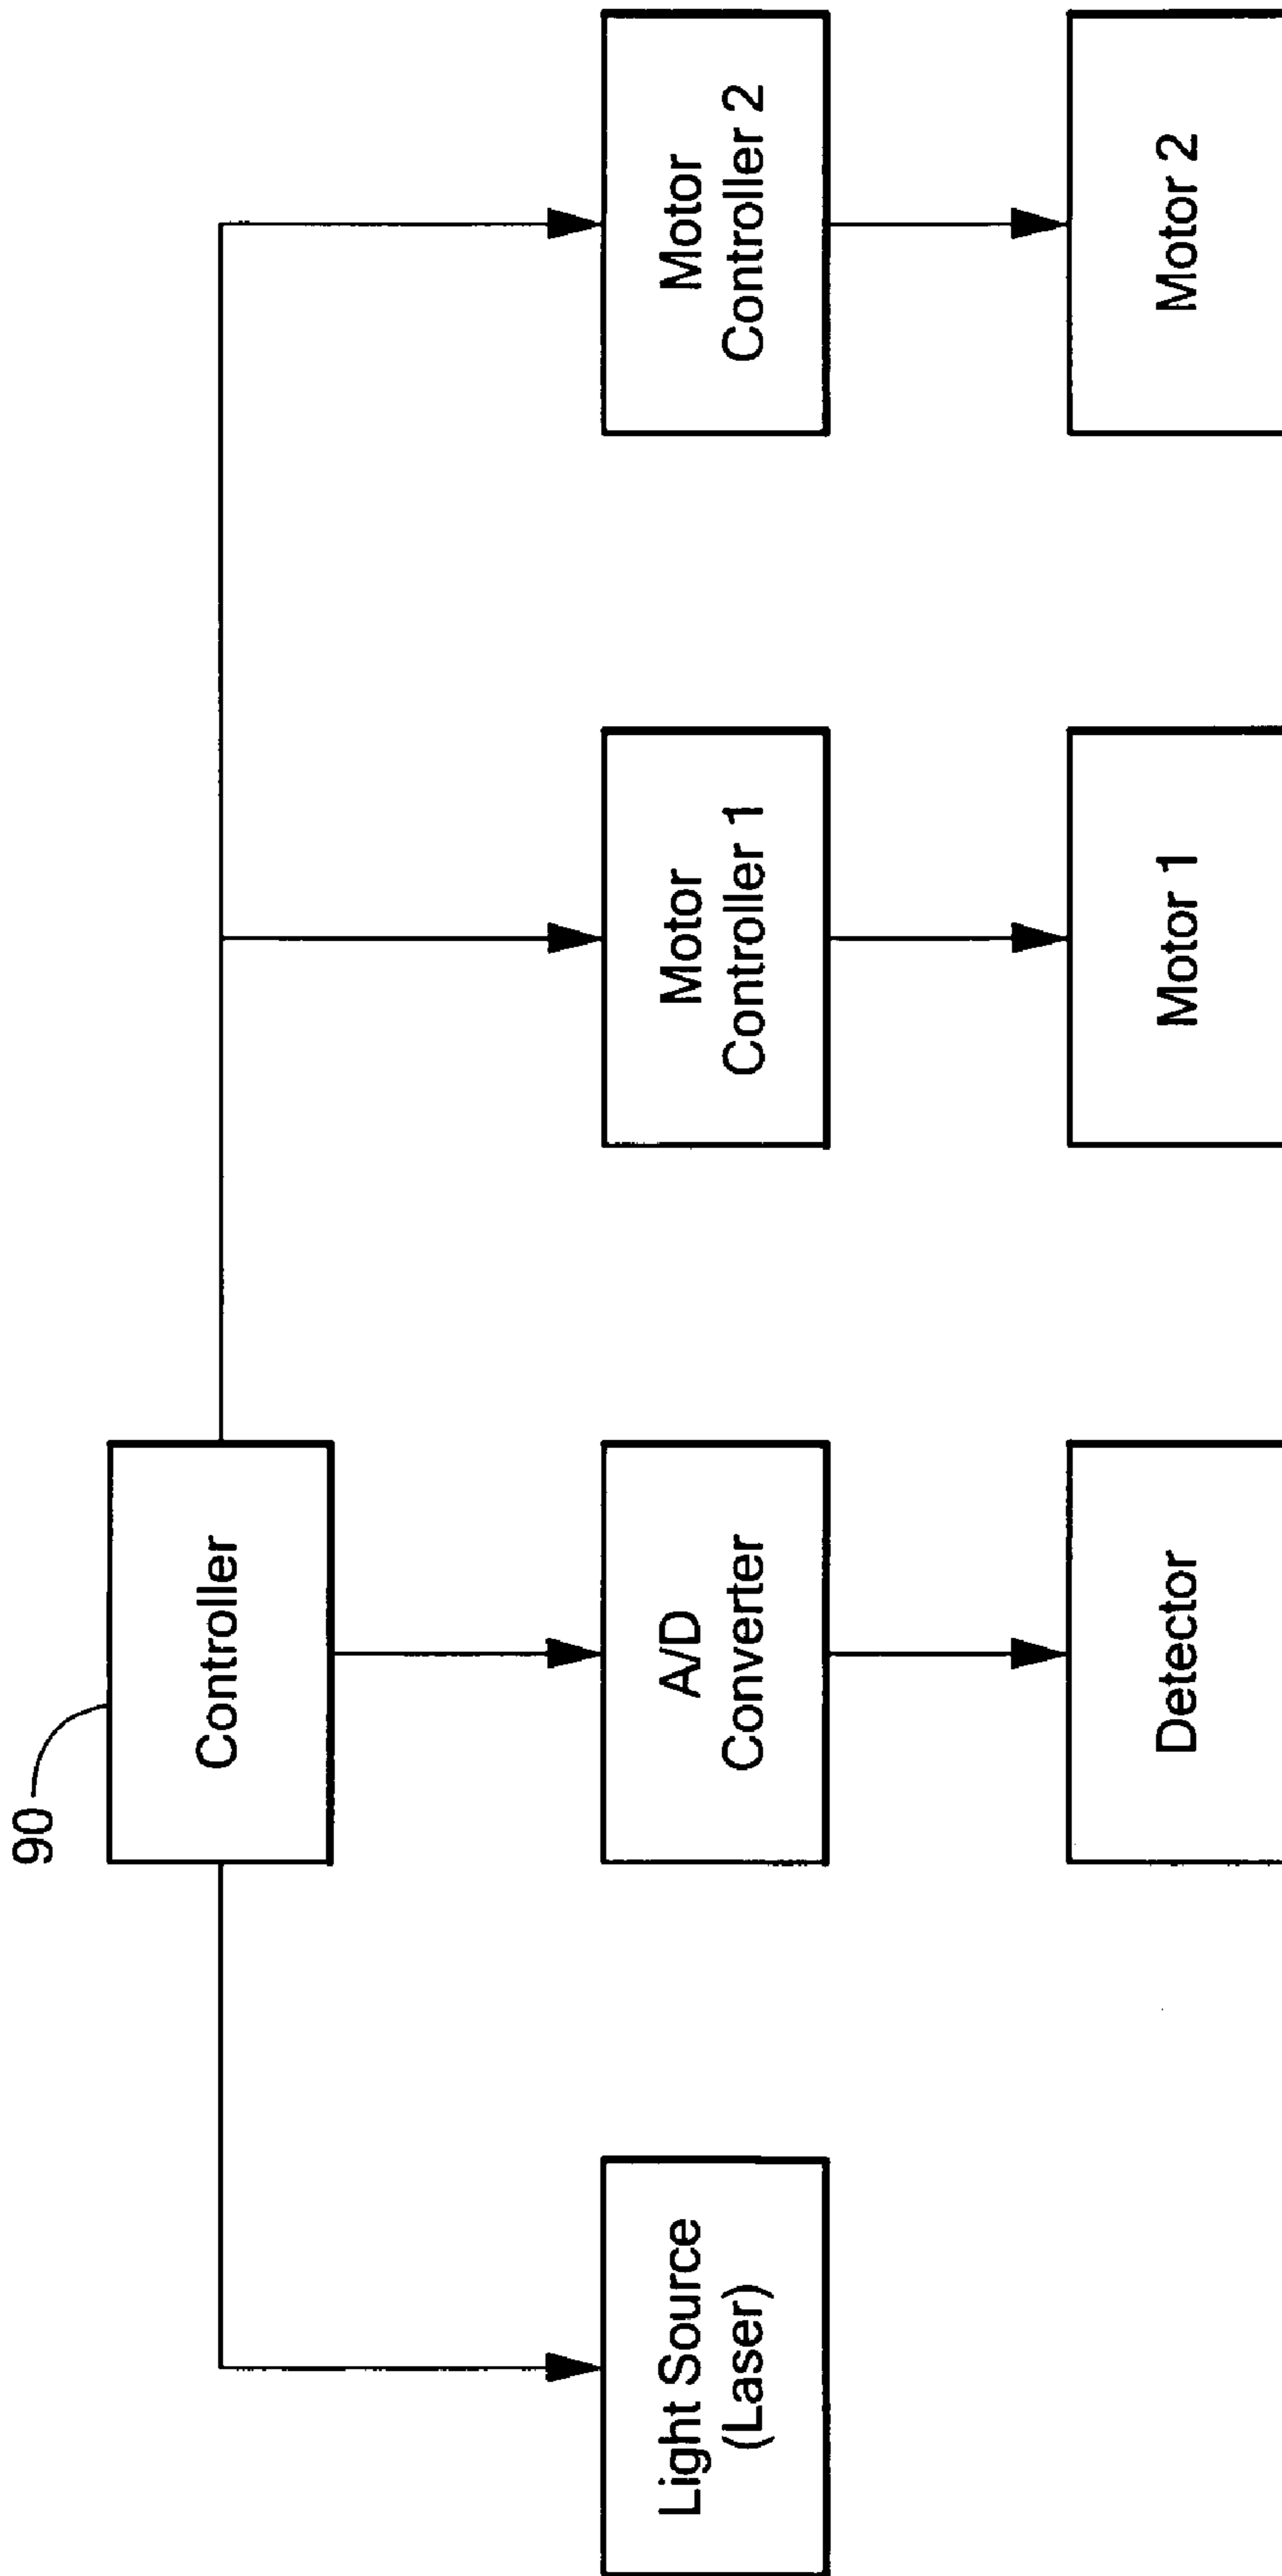 90
Controller
Light Source
(Laser)
A/D
Converter
Motor
Controller 1
Motor
Controller 2
Detector
Motor 1
Motor 2